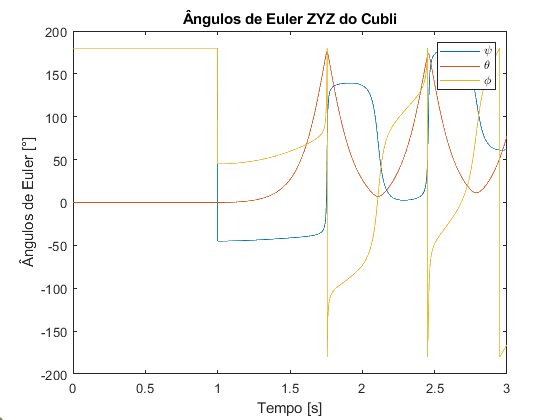 Ângulos de Euler ZYZ do Cubli
Ângulos de Euler [°]
200
150
100
50
0
-50
-100
-150
-200
ψ
θ
ϕ
0
0.5
1
1.5
2
2.5
3
Tempo [s]